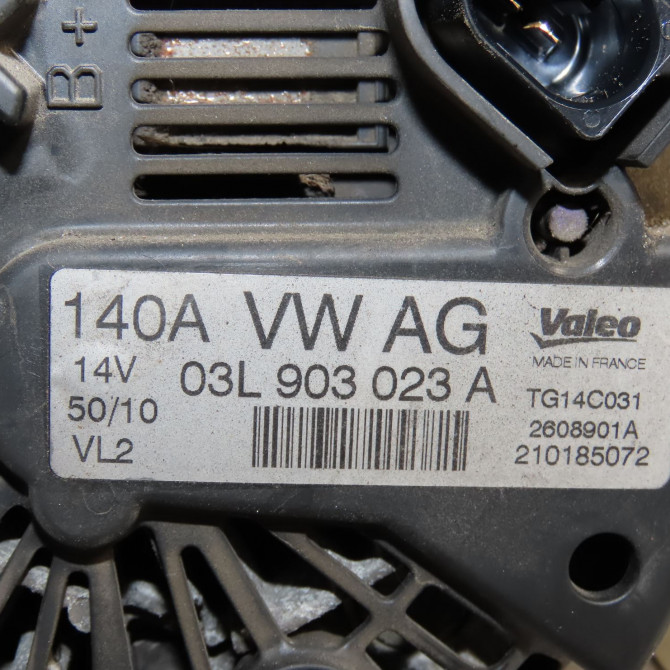 B+
140A VW AG
Valeo
MADE IN FRANCE
14V
03L 903 023 A
50/10
VL2
TG14C031
2608901A
210185072